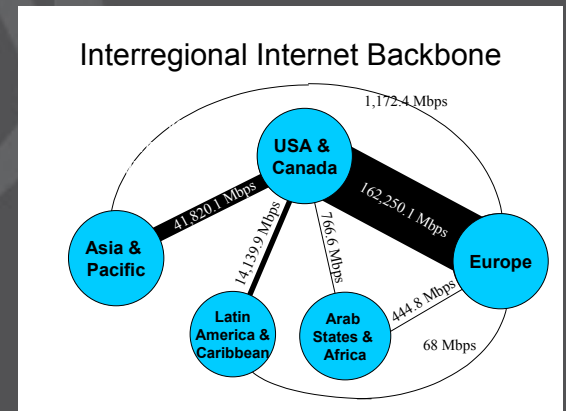 Interregional Internet Backbone
1,172.4 Mbps
USA &
Canada
41,820.1 Mbps
162,250.1 Mbps
14,139.9 Mbps
766.6 Mbps
Asia &
Pacific
Europe
444.8 Mbps
Latin
America &
Caribbean
Arab
States &
Africa
68 Mbps